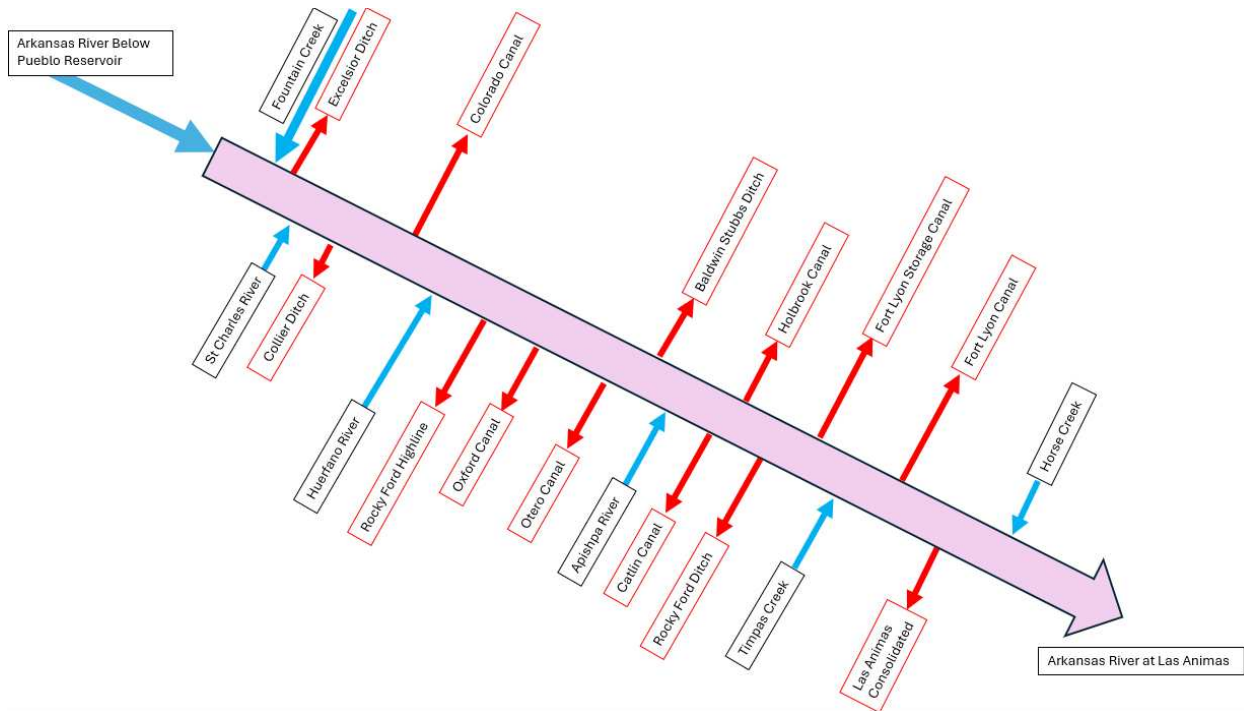 Arkansas River Below
Pueblo Reservoir
Fountain Creek
Excelsior Ditch
Colorado Canal
St Charles River
Collier Ditch
Huerfano River
Rocky Ford Highline
Oxford Canal
Otero Canal
Baldwin Stubbs Ditch
Apishpa River
Catlin Canal
Holbrook Canal
Rocky Ford Ditch
Fort Lyon Storage Canal
Timpas Creek
Fort Lyon Canal
Las Animas
Consolidated
Horse Creek
Arkansas River at Las Animas